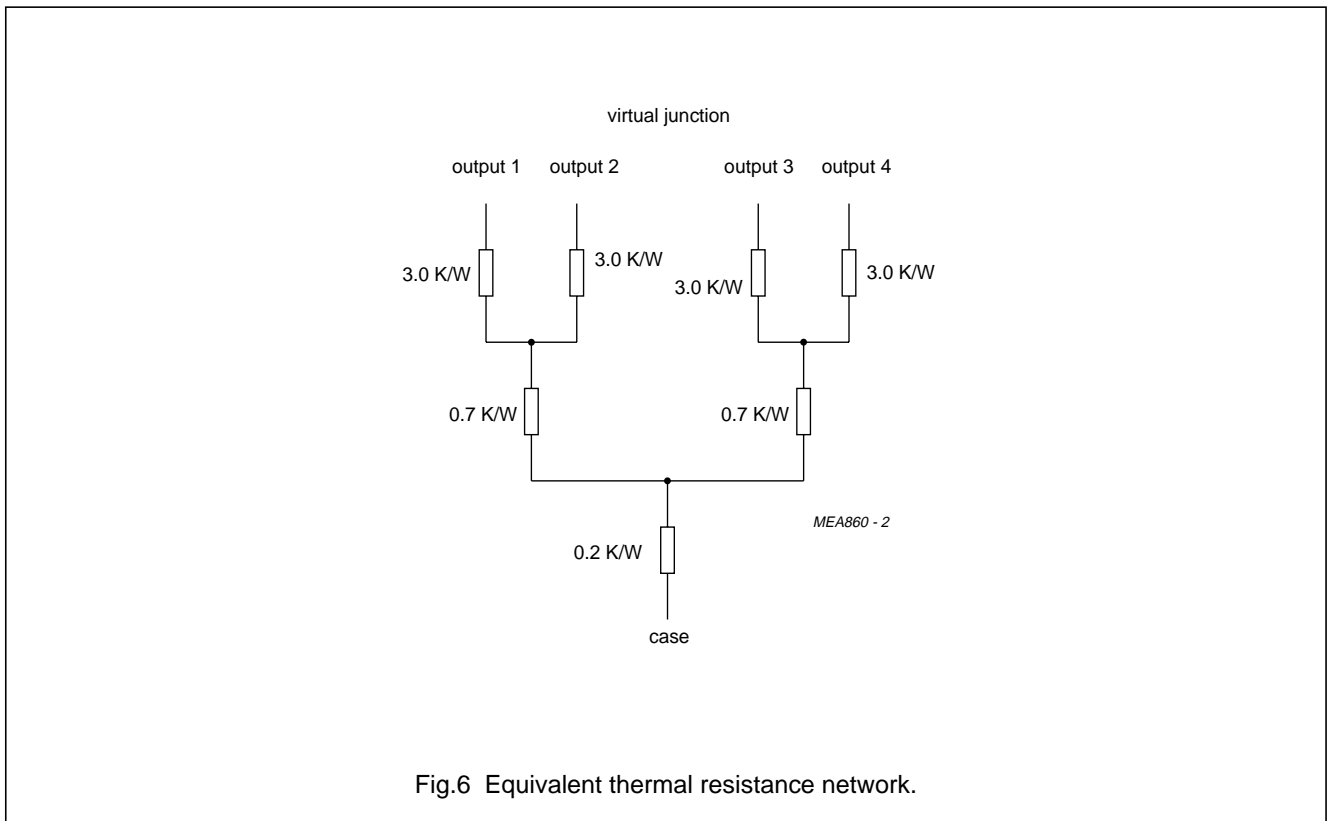 virtual junction
output 1 output 2 output 3 output 4
3.0 K/W 3.0 K/W 3.0 K/W 3.0 K/W
0.7 K/W 0.7 K/W
MEA860 - 2
0.2 K/W
case
Fig.6 Equivalent thermal resistance network.